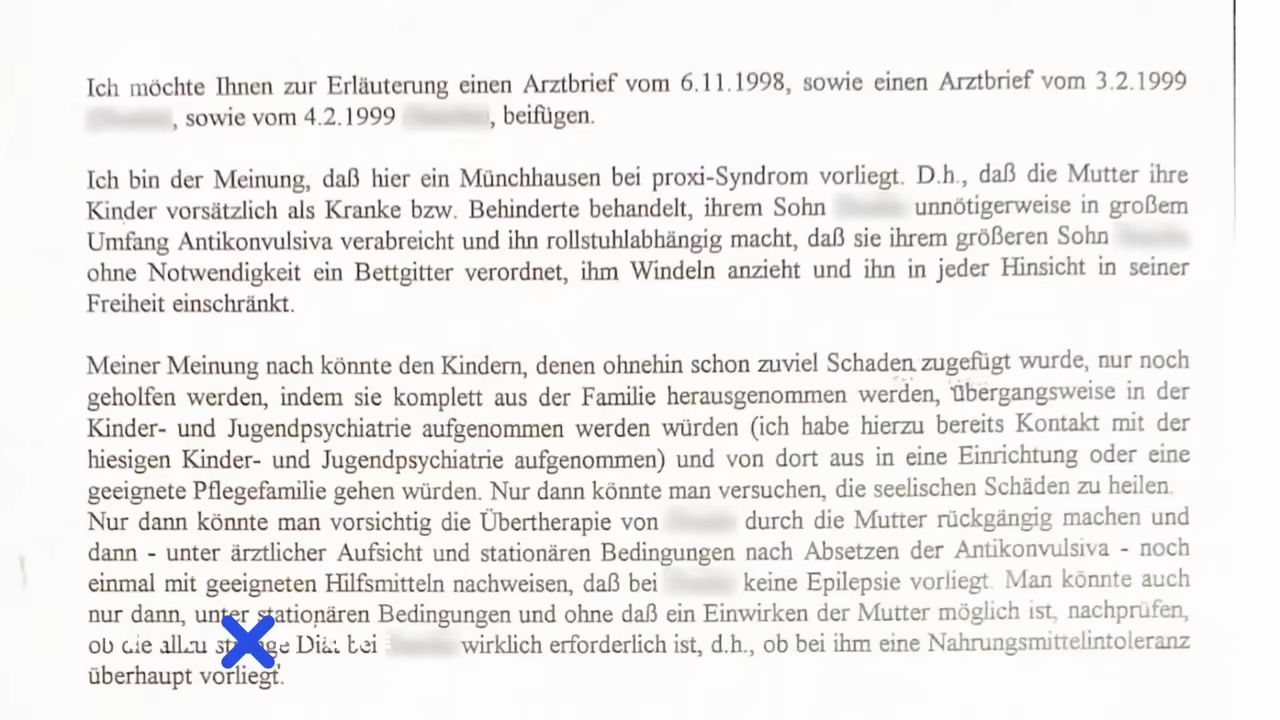 Ich möchte Ihnen zur Erläuterung einen Arztbrief vom 6.11.1998, sowie einen Arztbrief vom 3.2.1999
, sowie vom 4.2.1999 , beifügen.
Ich bin der Meinung, daß hier ein Münchhausen bei proxi-Syndrom vorliegt. D.h., daß die Mutter ihre
Kinder vorsätzlich als Kranke bzw. Behinderte behandelt, ihrem Sohn unnötigerweise in großem
Umfang Antikonvulsiva verabreicht und ihn rollstuhlabhängig macht, daß sie ihrem größeren Sohn
ohne Notwendigkeit ein Bettgitter verordnet, ihm Windeln anzieht und ihn in jeder Hinsicht in seiner
Freiheit einschränkt.
Meiner Meinung nach könnte den Kindern, denen ohnehin schon zuviel Schaden zugefügt wurde, nur noch
geholfen werden, indem sie komplett aus der Familie herausgenommen werden, übergangsweise in der
Kinder- und Jugendpsychiatrie aufgenommen werden würden (ich habe hierzu bereits Kontakt mit der
hiesigen Kinder- und Jugendpsychiatrie aufgenommen) und von dort aus in eine Einrichtung oder eine
geeignete Pflegefamilie gehen würden. Nur dann könnte man versuchen, die seelischen Schäden zu heilen.
Nur dann könnte man vorsichtig die Übertherapie von durch die Mutter rückgängig machen und
dann - unter ärztlicher Aufsicht und stationären Bedingungen nach Absetzen der Antikonvulsiva - noch
einmal mit geeigneten Hilfsmitteln nachweisen, daß bei keine Epilepsie vorliegt. Man könnte auch
nur dann, unter stationären Bedingungen und ohne daß ein Einwirken der Mutter möglich ist, nachprüfen,
ob die allzu Diät bei wirklich erforderlich ist, d.h., ob bei ihm eine Nahrungsmittelintoleranz
überhaupt vorliegt.